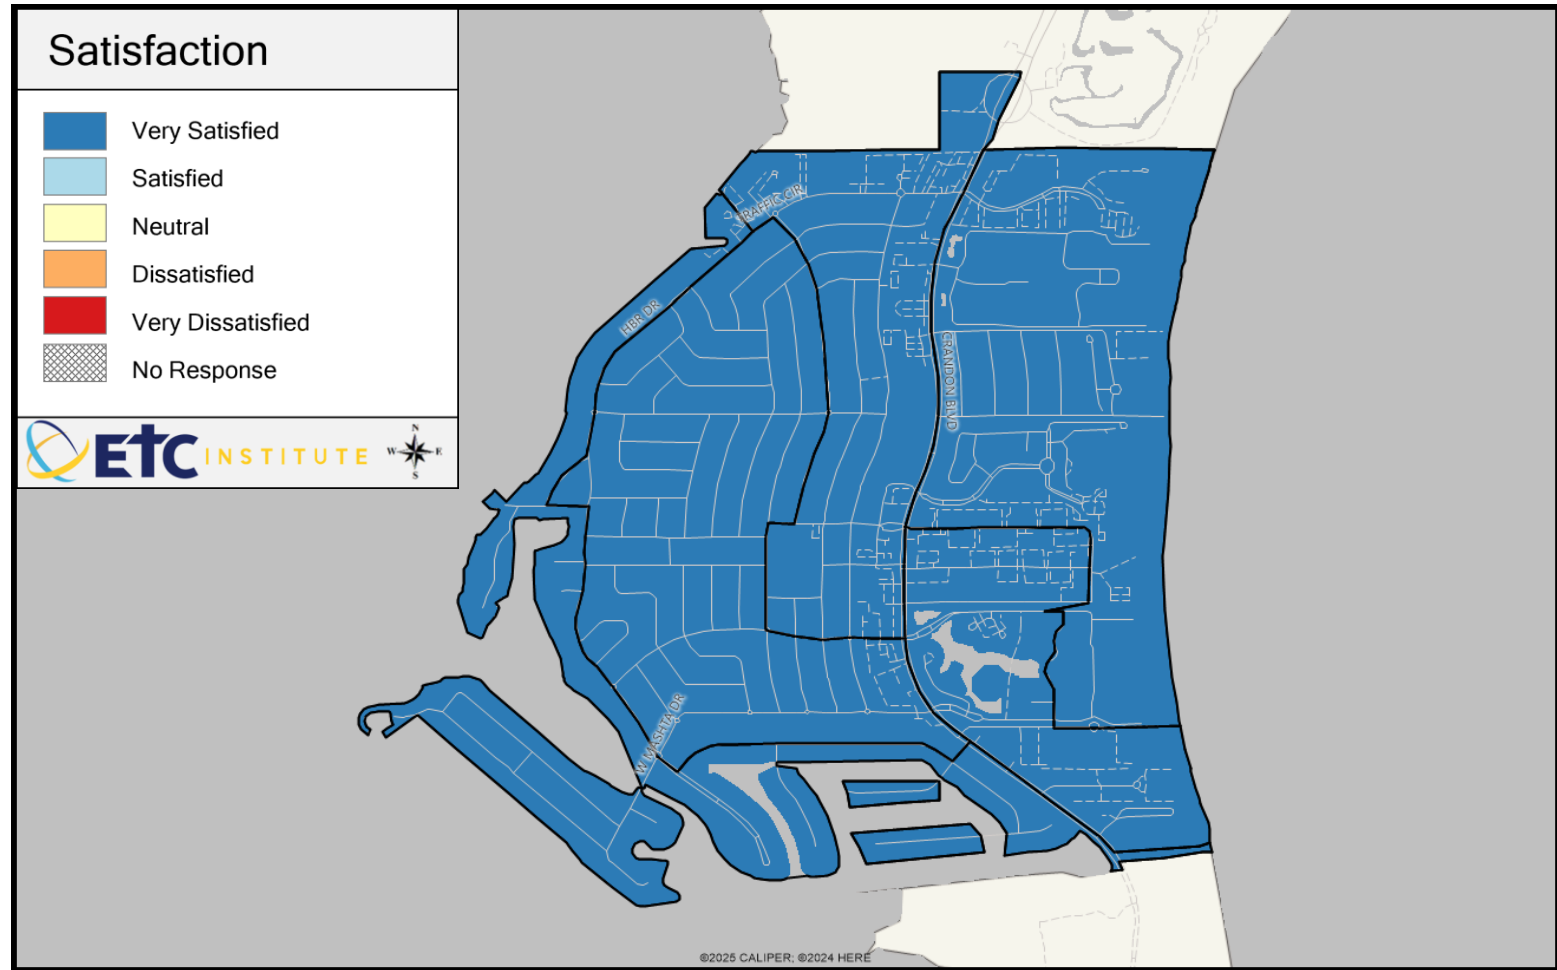 Satisfaction
Very Satisfied
Satisfied
Neutral
Dissatisfied
Very Dissatisfied
No Response
ETC INSTITUTE
N
W E
S
TRAFFIC CIR
HBR DR
CRANDON BLVD
W MASHTA DR
©2025 CALIPER; ©2024 HERE